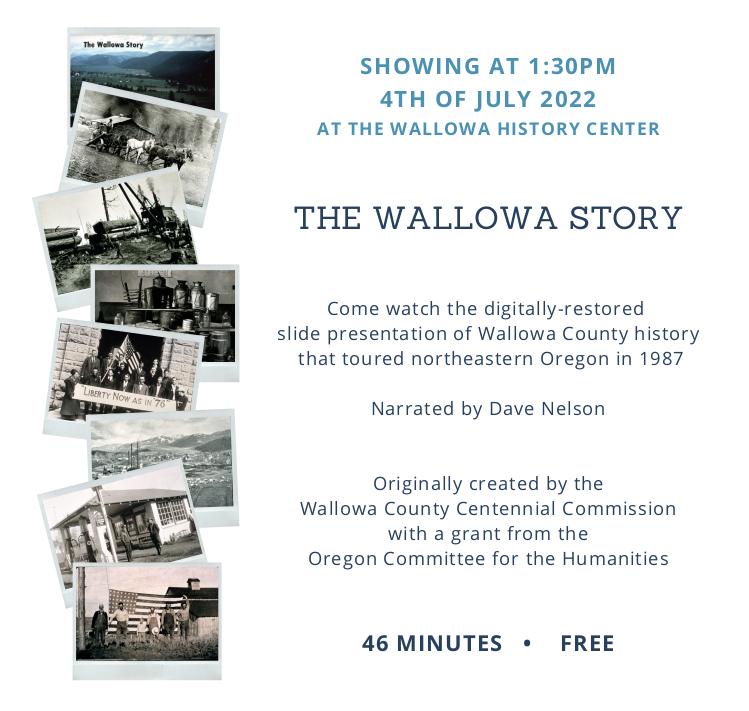 The Wallowa Story
SHOWING AT 1:30PM
4TH OF JULY 2022
AT THE WALLOWA HISTORY CENTER
THE WALLOWA STORY
Come watch the digitally-restored
slide presentation of Wallowa County history
that toured northeastern Oregon in 1987
Narrated by Dave Nelson
"LIBERTY NOW AS IN '76"
Originally created by the
Wallowa County Centennial Commission
with a grant from the
Oregon Committee for the Humanities
46 MINUTES • FREE